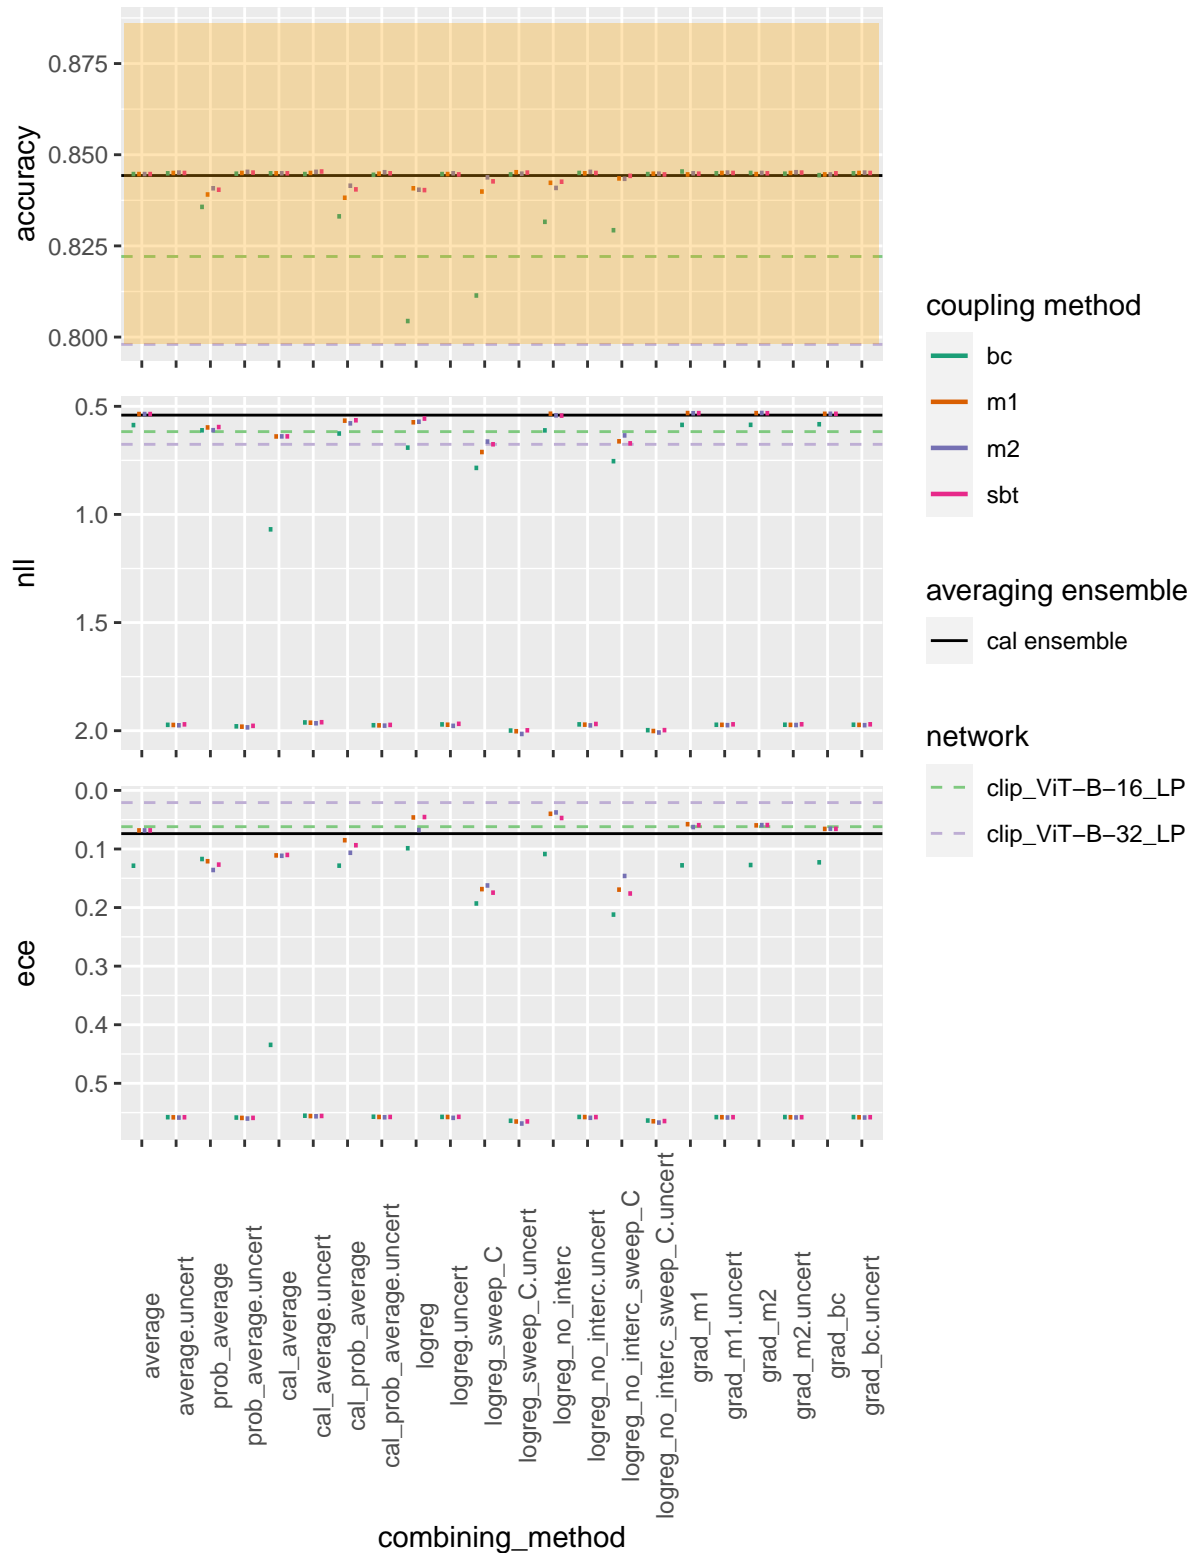 0.875
0.850
0.825
0.800
accuracy
0.5
1.0
1.5
2.0
nll
0.0
0.1
0.2
0.3
0.4
0.5
ece
average
average.uncert
prob_average
prob_average.uncert
cal_average
cal_average.uncert
cal_prob_average
cal_prob_average.uncert
logreg
logreg.uncert
logreg_sweep_C
logreg_sweep_C.uncert
logreg_no_interc
logreg_no_interc.uncert
logreg_no_interc_sweep_C
logreg_no_interc_sweep_C.uncert
grad_m1
grad_m1.uncert
grad_m2
grad_m2.uncert
grad_bc
grad_bc.uncert
combining_method
coupling method
bc
m1
m2
sbt
averaging ensemble
cal ensemble
network
clip_ViT−B−16_LP
clip_ViT−B−32_LP